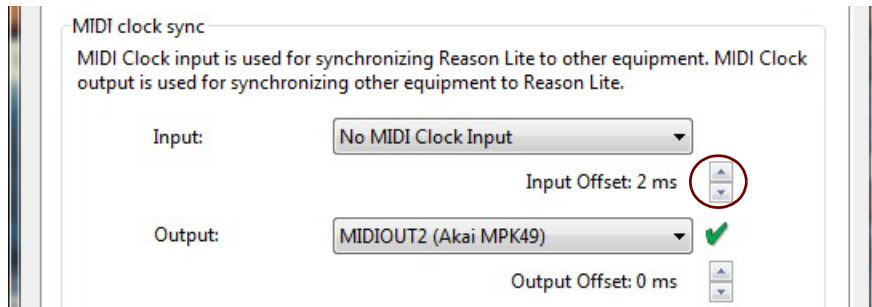 MIDI clock sync
MIDI Clock input is used for synchronizing Reason Lite to other equipment. MIDI Clock
output is used for synchronizing other equipment to Reason Lite.
Input: No MIDI Clock Input
Input Offset: 2 ms
Output: MIDIOUT2 (Akai MPK49)
Output Offset: 0 ms